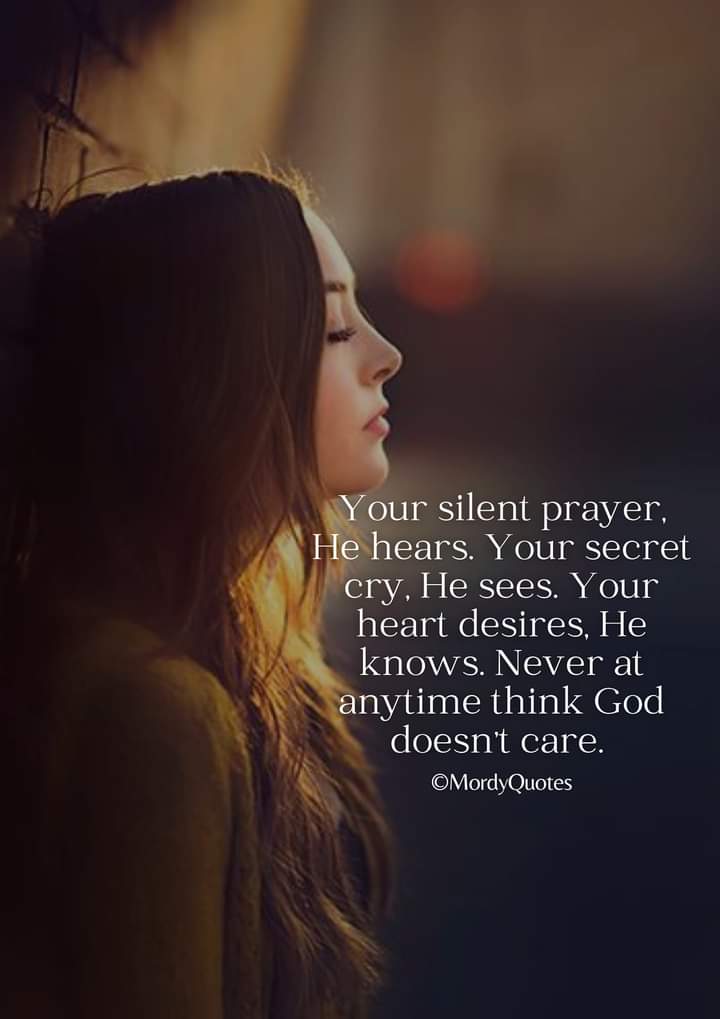 Your silent prayer,
He hears. Your secret
cry, He sees. Your
heart desires, He
knows. Never at
anytime think God
doesn't care.
©MordyQuotes